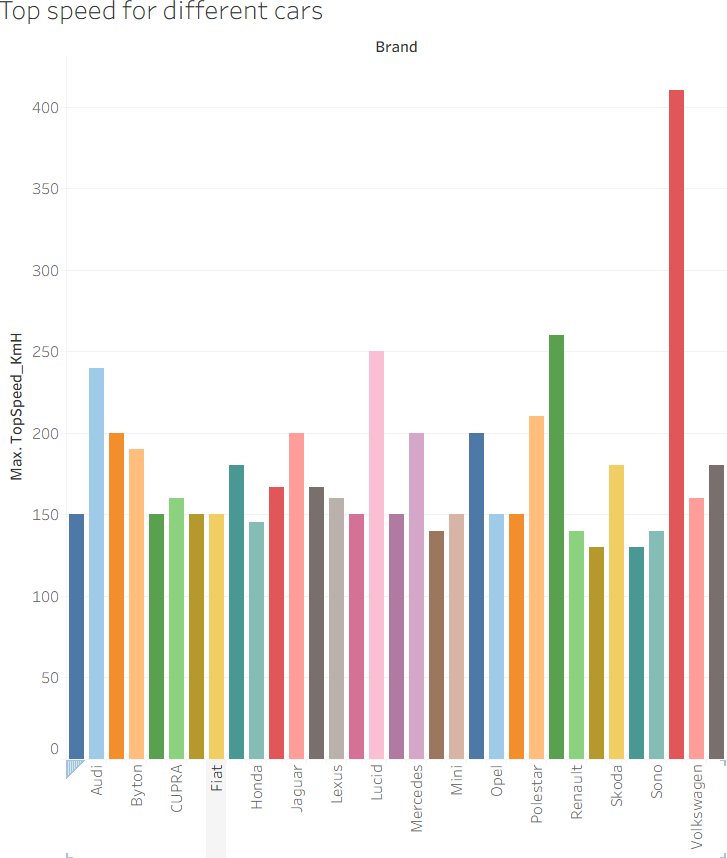 Top speed for different cars
Brand
Max. TopSpeed_KmH
400
350
300
250
200
150
100
50
0
Audi
Byton
CUPRA
Fiat
Honda
Jaguar
Lexus
Lucid
Mercedes
Mini
Opel
Polestar
Renault
Skoda
Sono
Volkswagen